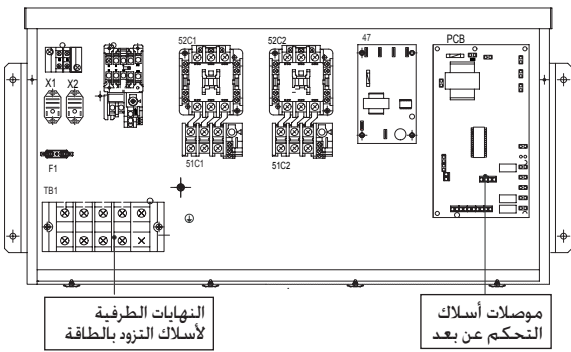 52C1 52C2 47 PCB
X1 X2
51C1 51C2
F1
TB1
النهايات الطرفية
لأسلاك التزود بالطاقة
موصلات أسلاك
التحكم عن بعد